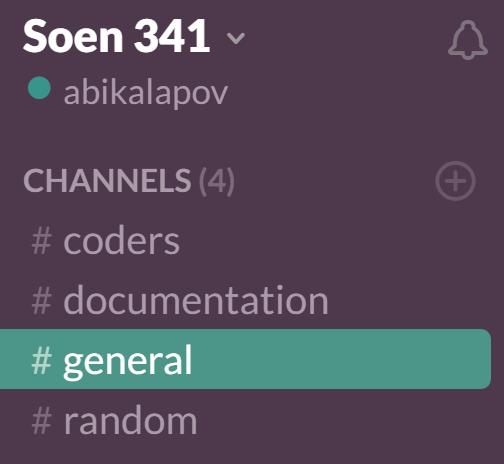 Soen 341
abikalapov
CHANNELS (4)
# coders
# documentation
# general
# random